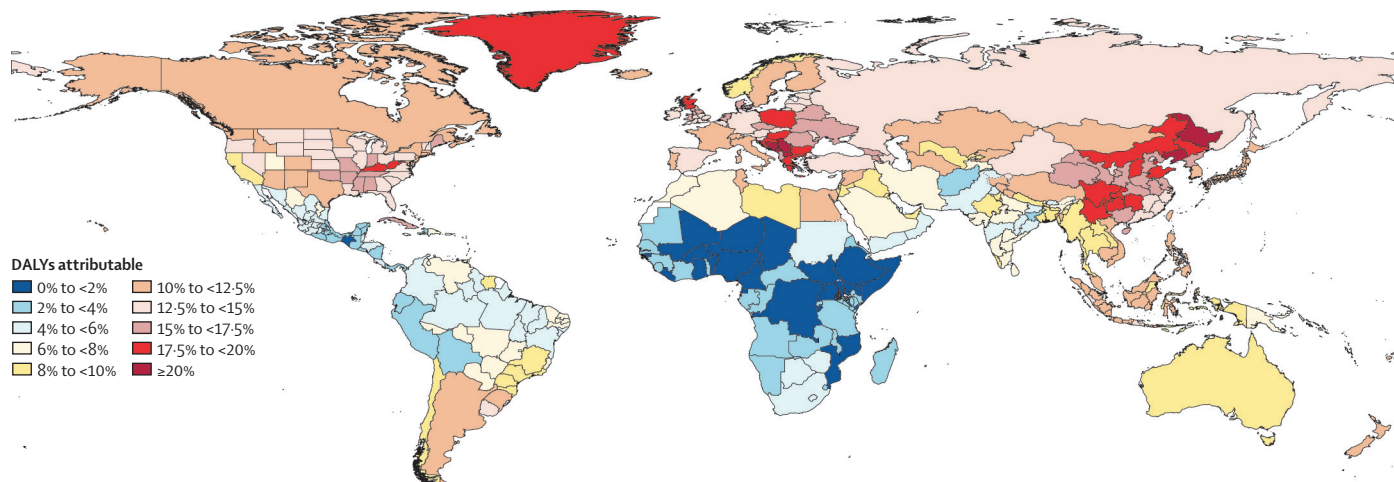 DALYs attributable
0% to <2%
2% to <4%
4% to <6%
6% to <8%
8% to <10%
10% to <12·5%
12·5% to <15%
15% to <17·5%
17·5% to <20%
≥20%